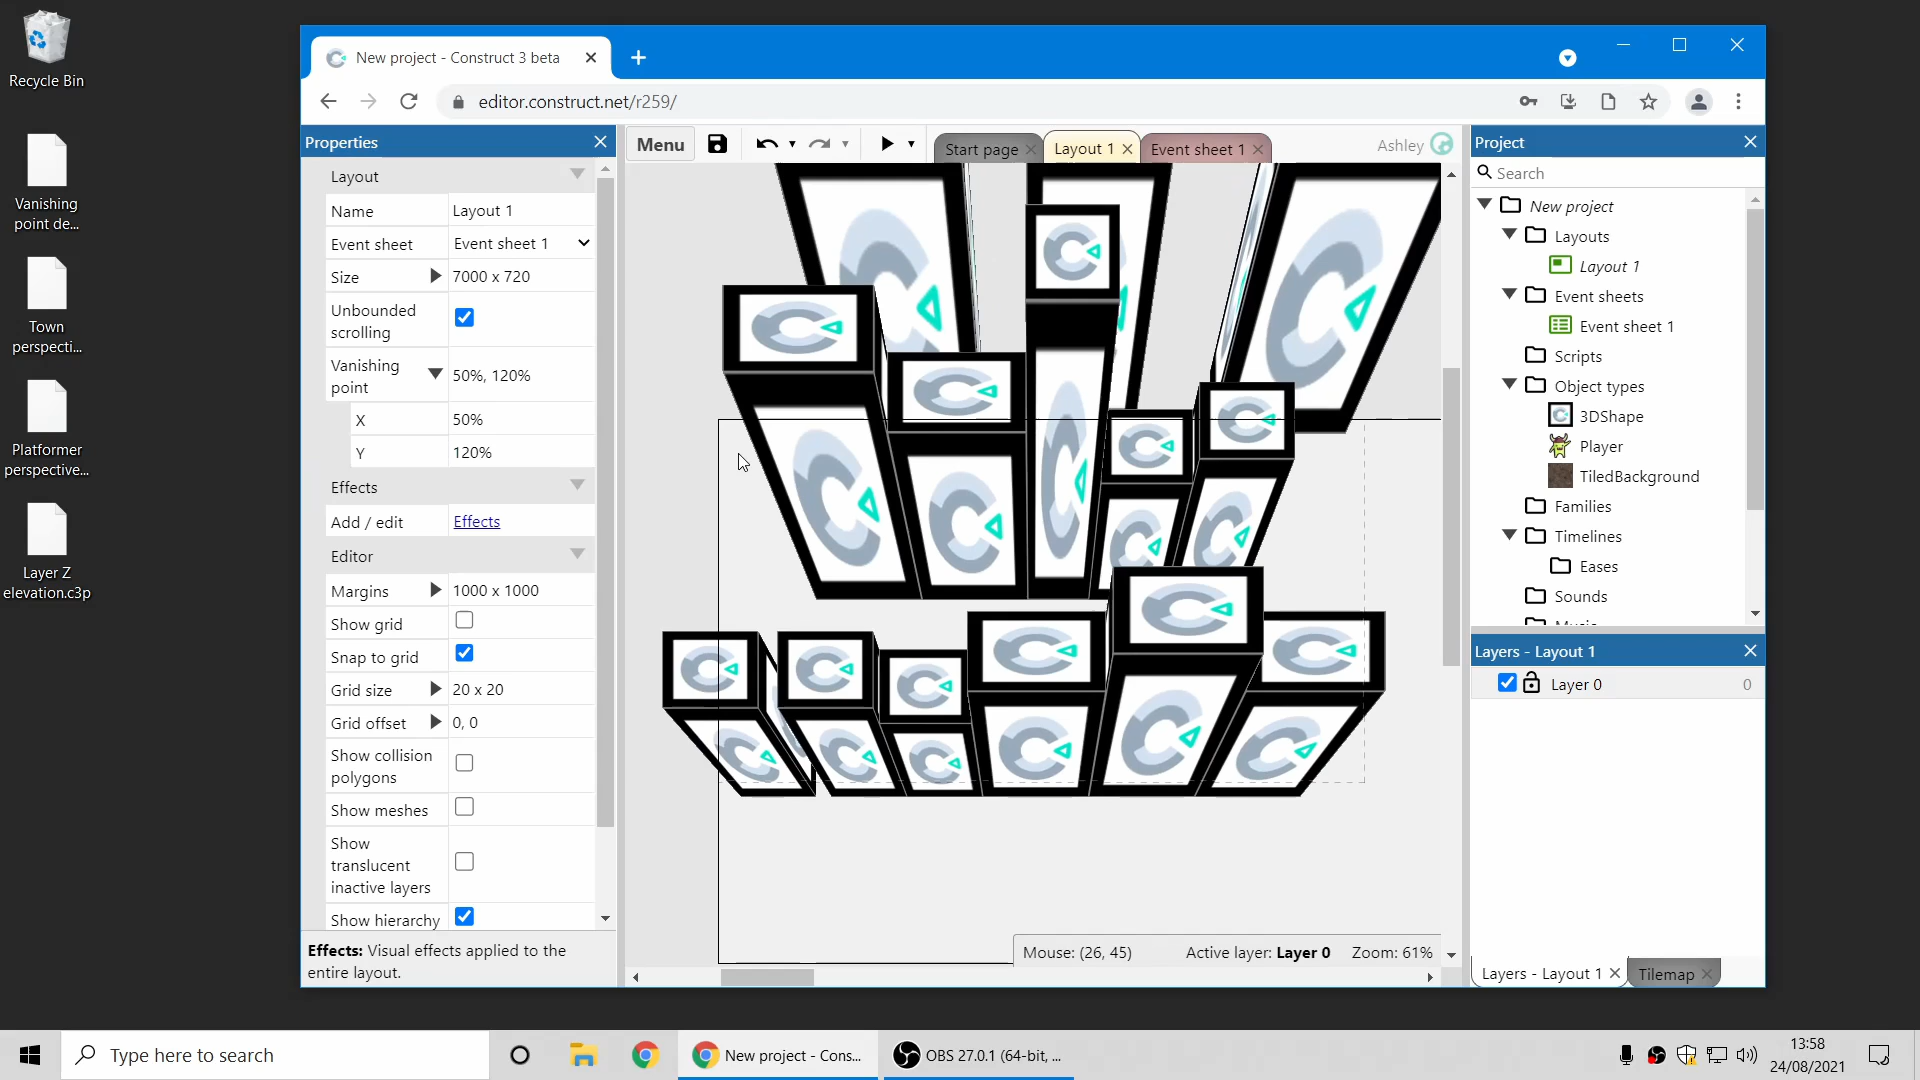 Recycle Bin
Vanishing
point de...
Town
perspecti...
Platformer
perspective...
Layer Z
elevation.c3p
New project - Construct 3 beta
editor.construct.net/r259/
Properties
Layout
Name Layout 1
Event sheet Event sheet 1
Size 7000 x 720
Unbounded
scrolling
Vanishing
point 50%, 120%
X 50%
Y 120%
Effects
Add / edit Effects
Editor
Margins 1000 x 1000
Show grid
Snap to grid
Grid size 20 x 20
Grid offset 0, 0
Show collision
polygons
Show meshes
Show
translucent
inactive layers
Show hierarchy
Effects: Visual effects applied to the
entire layout.
Menu
Start page
Layout 1
Event sheet 1
Ashley
Mouse: (26, 45) Active layer: Layer 0 Zoom: 61%
Project
Search
New project
Layouts
Layout 1
Event sheets
Event sheet 1
Scripts
Object types
3DShape
Player
TiledBackground
Families
Timelines
Eases
Sounds
Layers - Layout 1
Layer 0 0
Layers - Layout 1
Tilemap
Type here to search
New project - Cons...
OBS 27.0.1 (64-bit, ...
13:58
24/08/2021